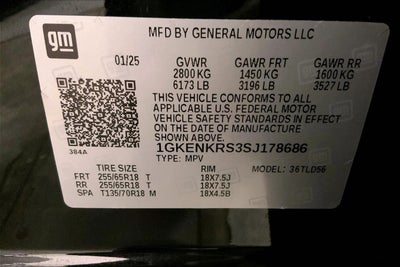 gm
MFD BY GENERAL MOTORS LLC
01/25 GVWR GAWR FRT GAWR RR
2800 KG 1450 KG 1600 KG
6173 LB 3196 LB 3527 LB
THIS VEHICLE CONFORMS TO ALL
APPLICABLE U.S. FEDERAL MOTOR
VEHICLE SAFETY STANDARDS IN EFFECT
ON THE DATE OF MANUFACTURE
SHOWN ABOVE.
384A 1GKENKRS3SJ178686
TYPE: MPV MODEL: 36TLD56
TIRE SIZE RIM
FRT 255/65R18 T 18X7.5J
RR 255/65R18 T 18X7.5J
SPA T135/70R18 M 18X4.5B